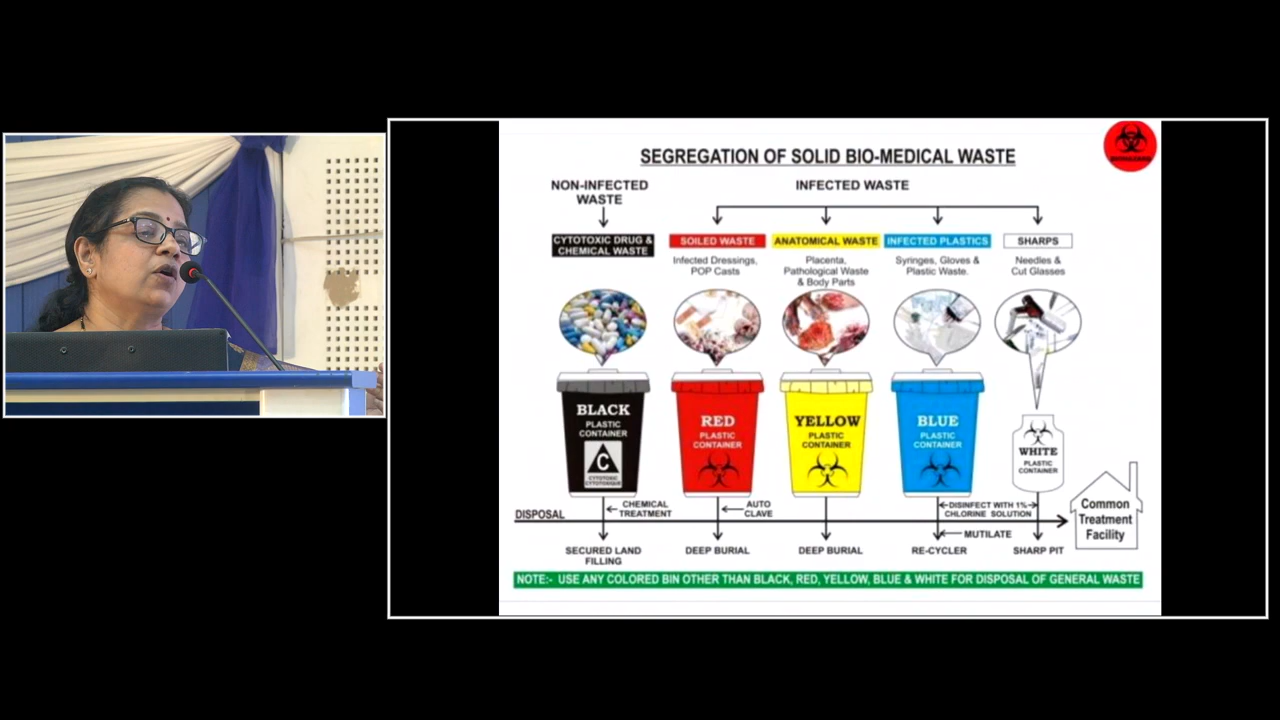 SEGREGATION OF SOLID BIO-MEDICAL WASTE
NON-INFECTED
WASTE
INFECTED WASTE
CYTOTOXIC DRUG &
CHEMICAL WASTE
SOILED WASTE
Infected Dressings,
POP Casts
ANATOMICAL WASTE
Placenta,
Pathological Waste
& Body Parts
INFECTED PLASTICS
Syringes, Gloves &
Plastic Waste.
SHARPS
Needles &
Cut Glasses
BLACK
PLASTIC
CONTAINER
C
CYTOTOXIC
RED
PLASTIC
CONTAINER
YELLOW
PLASTIC
CONTAINER
BLUE
PLASTIC
CONTAINER
WHITE
PLASTIC
CONTAINER
DISPOSAL
CHEMICAL
TREATMENT
AUTO
CLAVE
DISINFECT WITH 1%
CHLORINE SOLUTION
MUTILATE
Common
Treatment
Facility
SECURED LAND
FILLING
DEEP BURIAL
DEEP BURIAL
RE-CYCLER
SHARP PIT
NOTE:- USE ANY COLORED BIN OTHER THAN BLACK, RED, YELLOW, BLUE & WHITE FOR DISPOSAL OF GENERAL WASTE